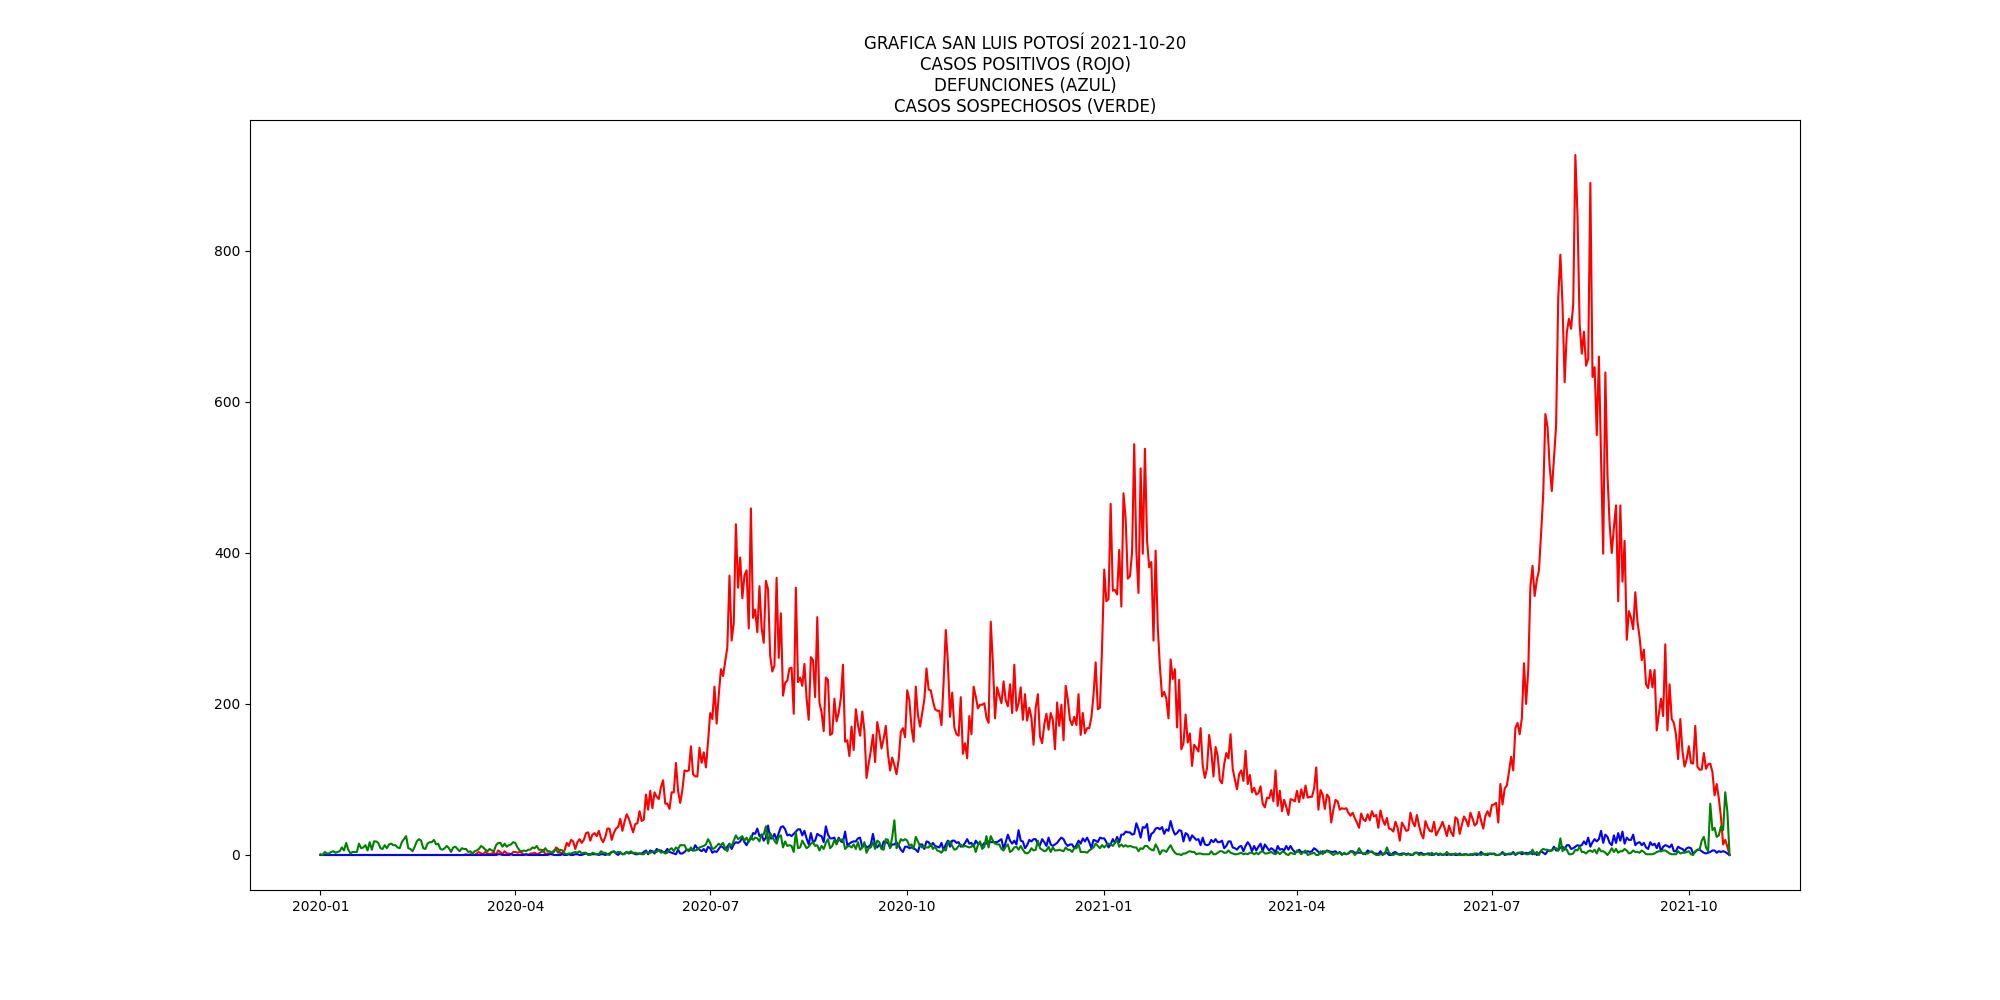 GRAFICA SAN LUIS POTOSÍ 2021-10-20
CASOS POSITIVOS (ROJO)
DEFUNCIONES (AZUL)
CASOS SOSPECHOSOS (VERDE)
800
600
400
200
0
2020-01 2020-04 2020-07 2020-10 2021-01 2021-04 2021-07 2021-10